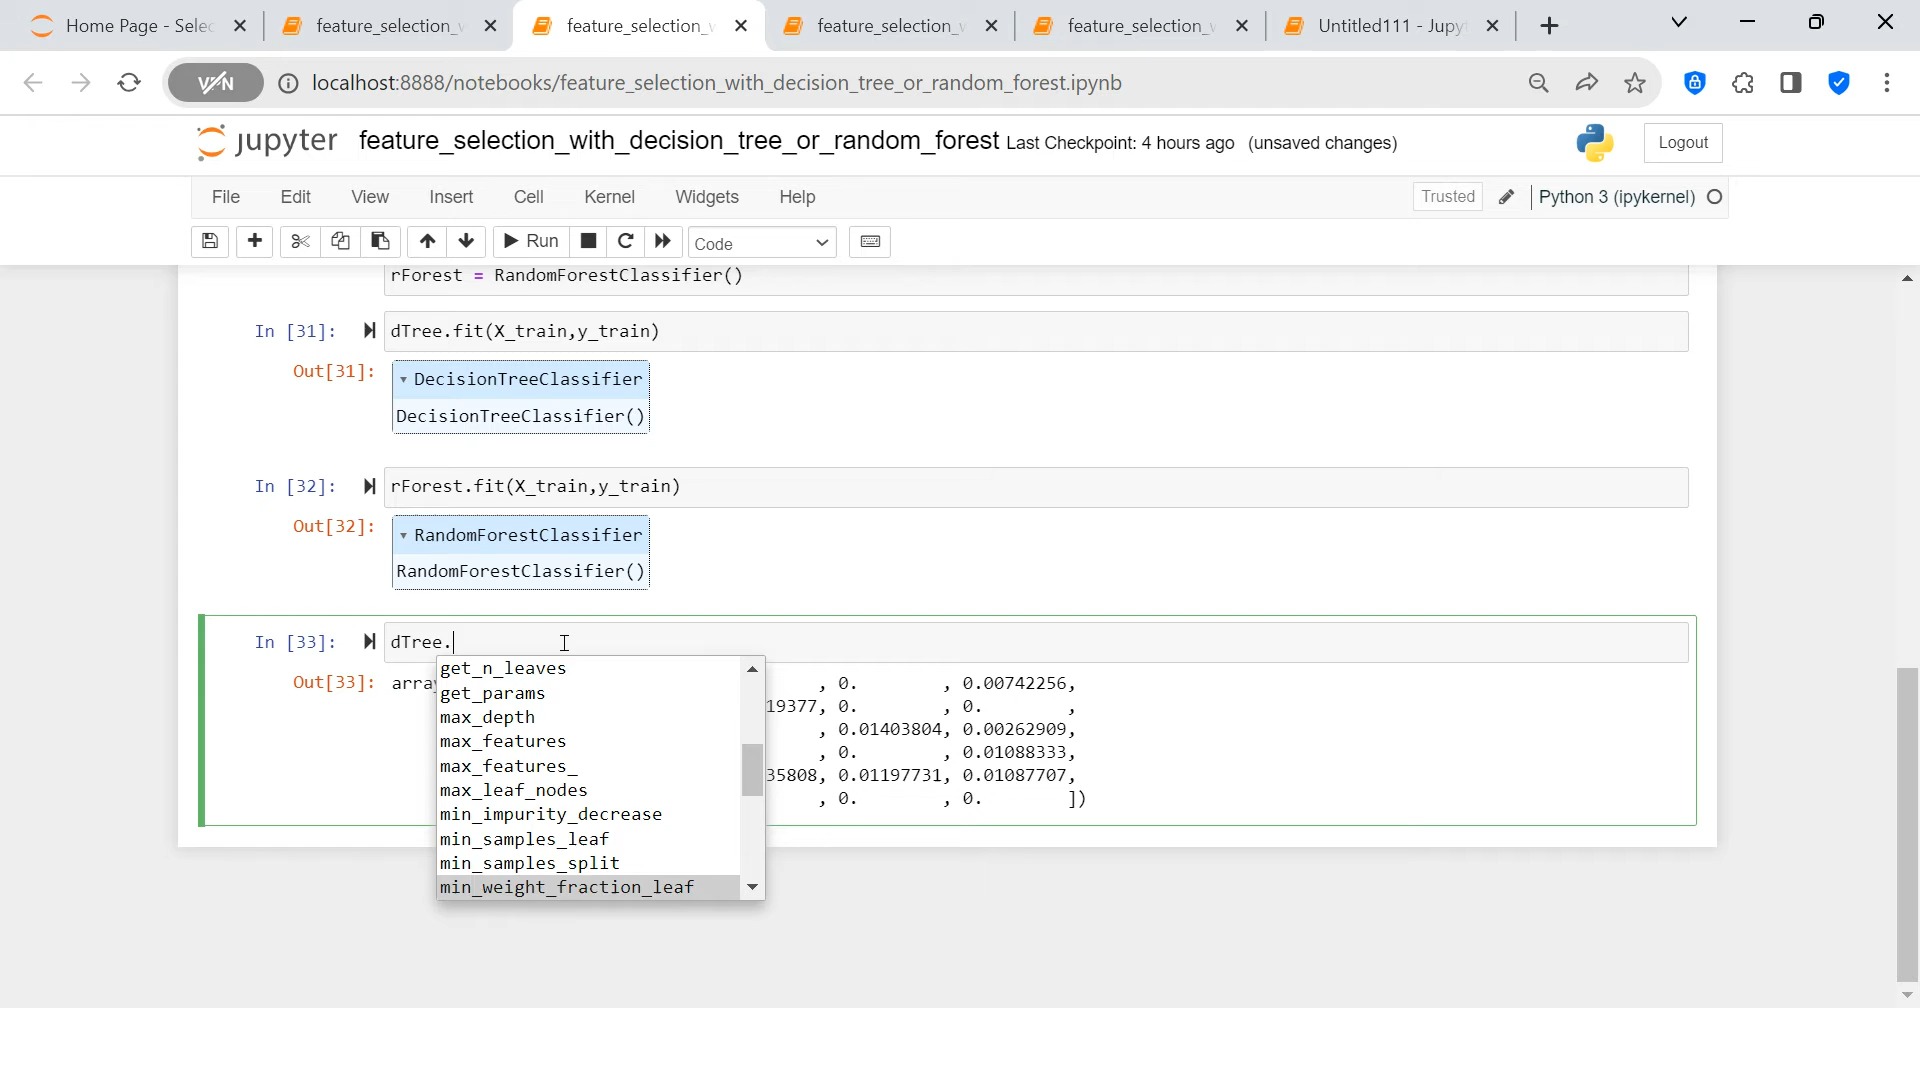 Home Page - Selec
feature_selection_v
feature_selection_v
feature_selection_v
feature_selection_v
Untitled111 - Jupyt
VPN
localhost:8888/notebooks/feature_selection_with_decision_tree_or_random_forest.ipynb
jupyter feature_selection_with_decision_tree_or_random_forest Last Checkpoint: 4 hours ago (unsaved changes)
Logout
File Edit View Insert Cell Kernel Widgets Help
Trusted
Python 3 (ipykernel)
Run
Code
rForest = RandomForestClassifier()
In [31]: dTree.fit(X_train,y_train)
Out[31]: DecisionTreeClassifier
DecisionTreeClassifier()
In [32]: rForest.fit(X_train,y_train)
Out[32]: RandomForestClassifier
RandomForestClassifier()
In [33]: dTree.
get_n_leaves
get_params
max_depth
max_features
max_features_
max_leaf_nodes
min_impurity_decrease
min_samples_leaf
min_samples_split
min_weight_fraction_leaf
Out[33]: array , 0. , 0.00742256,
19377, 0. , 0. ,
, 0.01403804, 0.00262909,
, 0. , 0.01088333,
35808, 0.01197731, 0.01087707,
, 0. , 0. ])